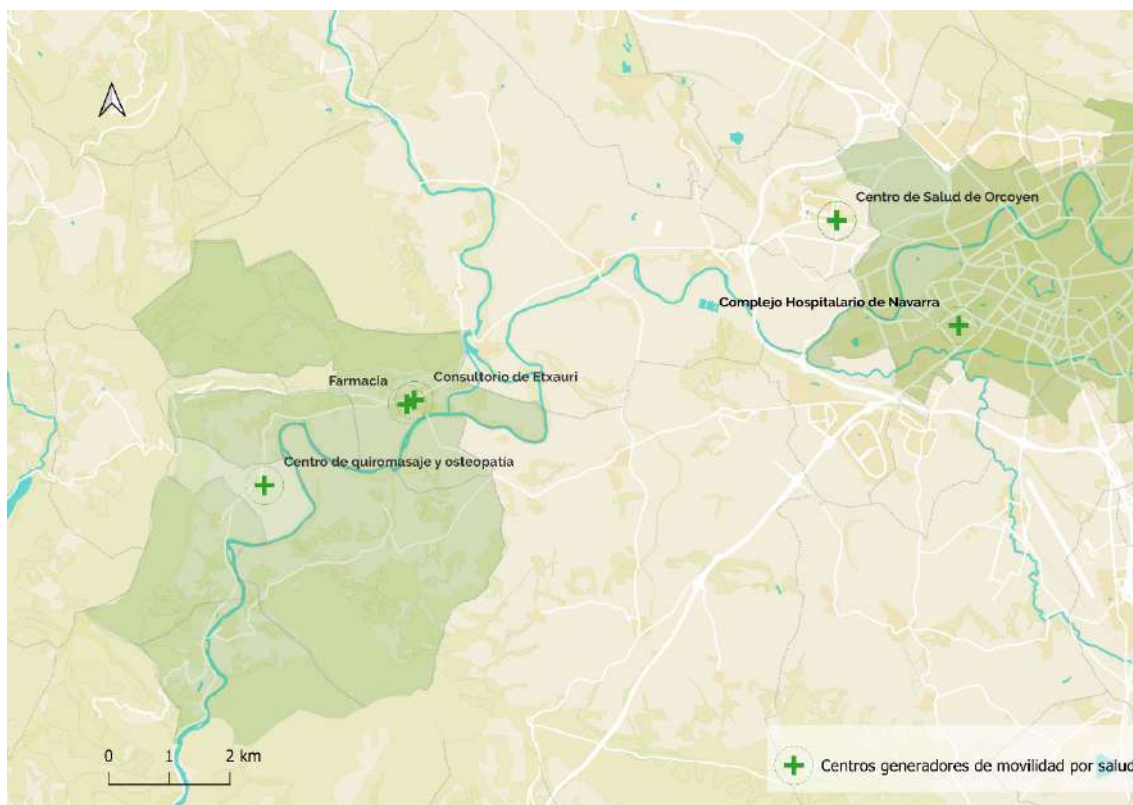 Centro de Salud de Orcoyen
Complejo Hospitalario de Navarra
Farmacia
Consultorio de Etxauri
Centro de quiromasaje y osteopatía
0 1 2 km
Centros generadores de movilidad por salud